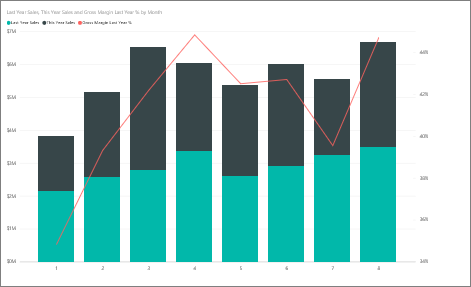 Last Year Sales, This Year Sales and Gross Margin Last Year % by Month
Last Year Sales This Year Sales Gross Margin Last Year %
$7M
$6M
$5M
$4M
$3M
$2M
$1M
$0M
44%
42%
40%
38%
36%
34%
1 2 3 4 5 6 7 8